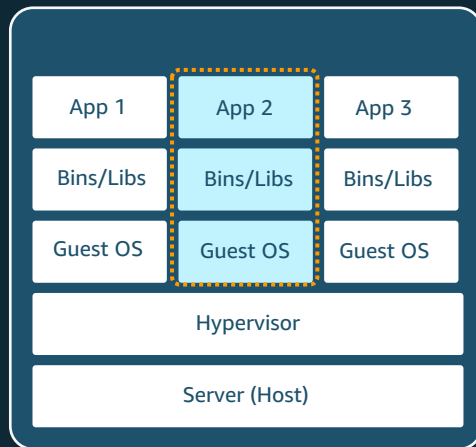 App 1 App 2 App 3
Bins/Libs Bins/Libs Bins/Libs
Guest OS Guest OS Guest OS
Hypervisor
Server (Host)